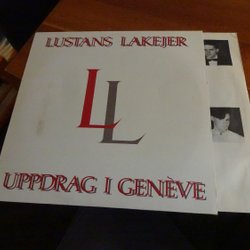 LUSTANS LAKEJER
LL
UPPDRAG I GENÈVE